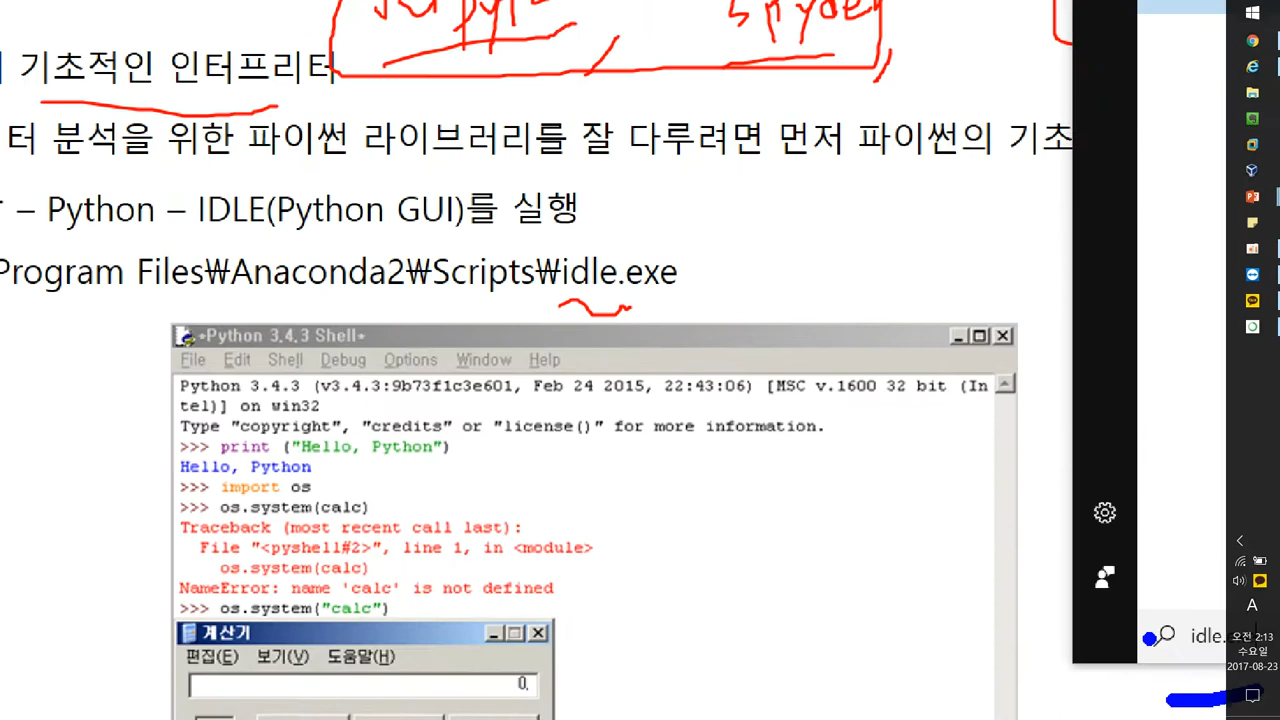 spyder
기초적인 인터프리터
터 분석을 위한 파이썬 라이브러리를 잘 다루려면 먼저 파이썬의 기초
– Python – IDLE(Python GUI)를 실행
Program Files₩Anaconda2₩Scripts₩idle.exe
*Python 3.4.3 Shell*
File Edit Shell Debug Options Window Help
Python 3.4.3 (v3.4.3:9b73f1c3e601, Feb 24 2015, 22:43:06) [MSC v.1600 32 bit (In
tel)] on win32
Type "copyright", "credits" or "license()" for more information.
>>> print ("Hello, Python")
Hello, Python
>>> import os
>>> os.system(calc)
Traceback (most recent call last):
File "<pyshell#2>", line 1, in <module>
os.system(calc)
NameError: name 'calc' is not defined
>>> os.system("calc")
계산기
편집(E) 보기(V) 도움말(H)
0.
A
idle.
오전 2:13
수요일
2017-08-23